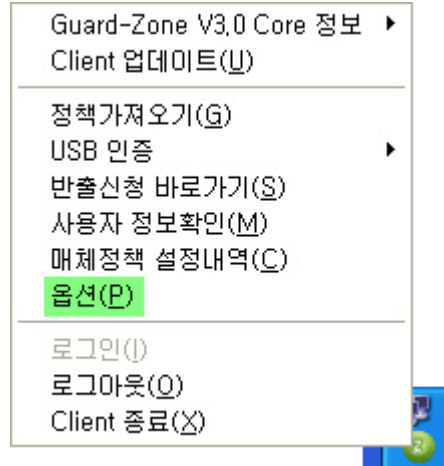 Guard-Zone V3,0 Core 정보
Client 업데이트(U)
정책가져오기(G)
USB 인증
반출신청 바로가기(S)
사용자 정보확인(M)
매체정책 설정내역(C)
옵션(P)
로그인(I)
로그아웃(O)
Client 종료(X)